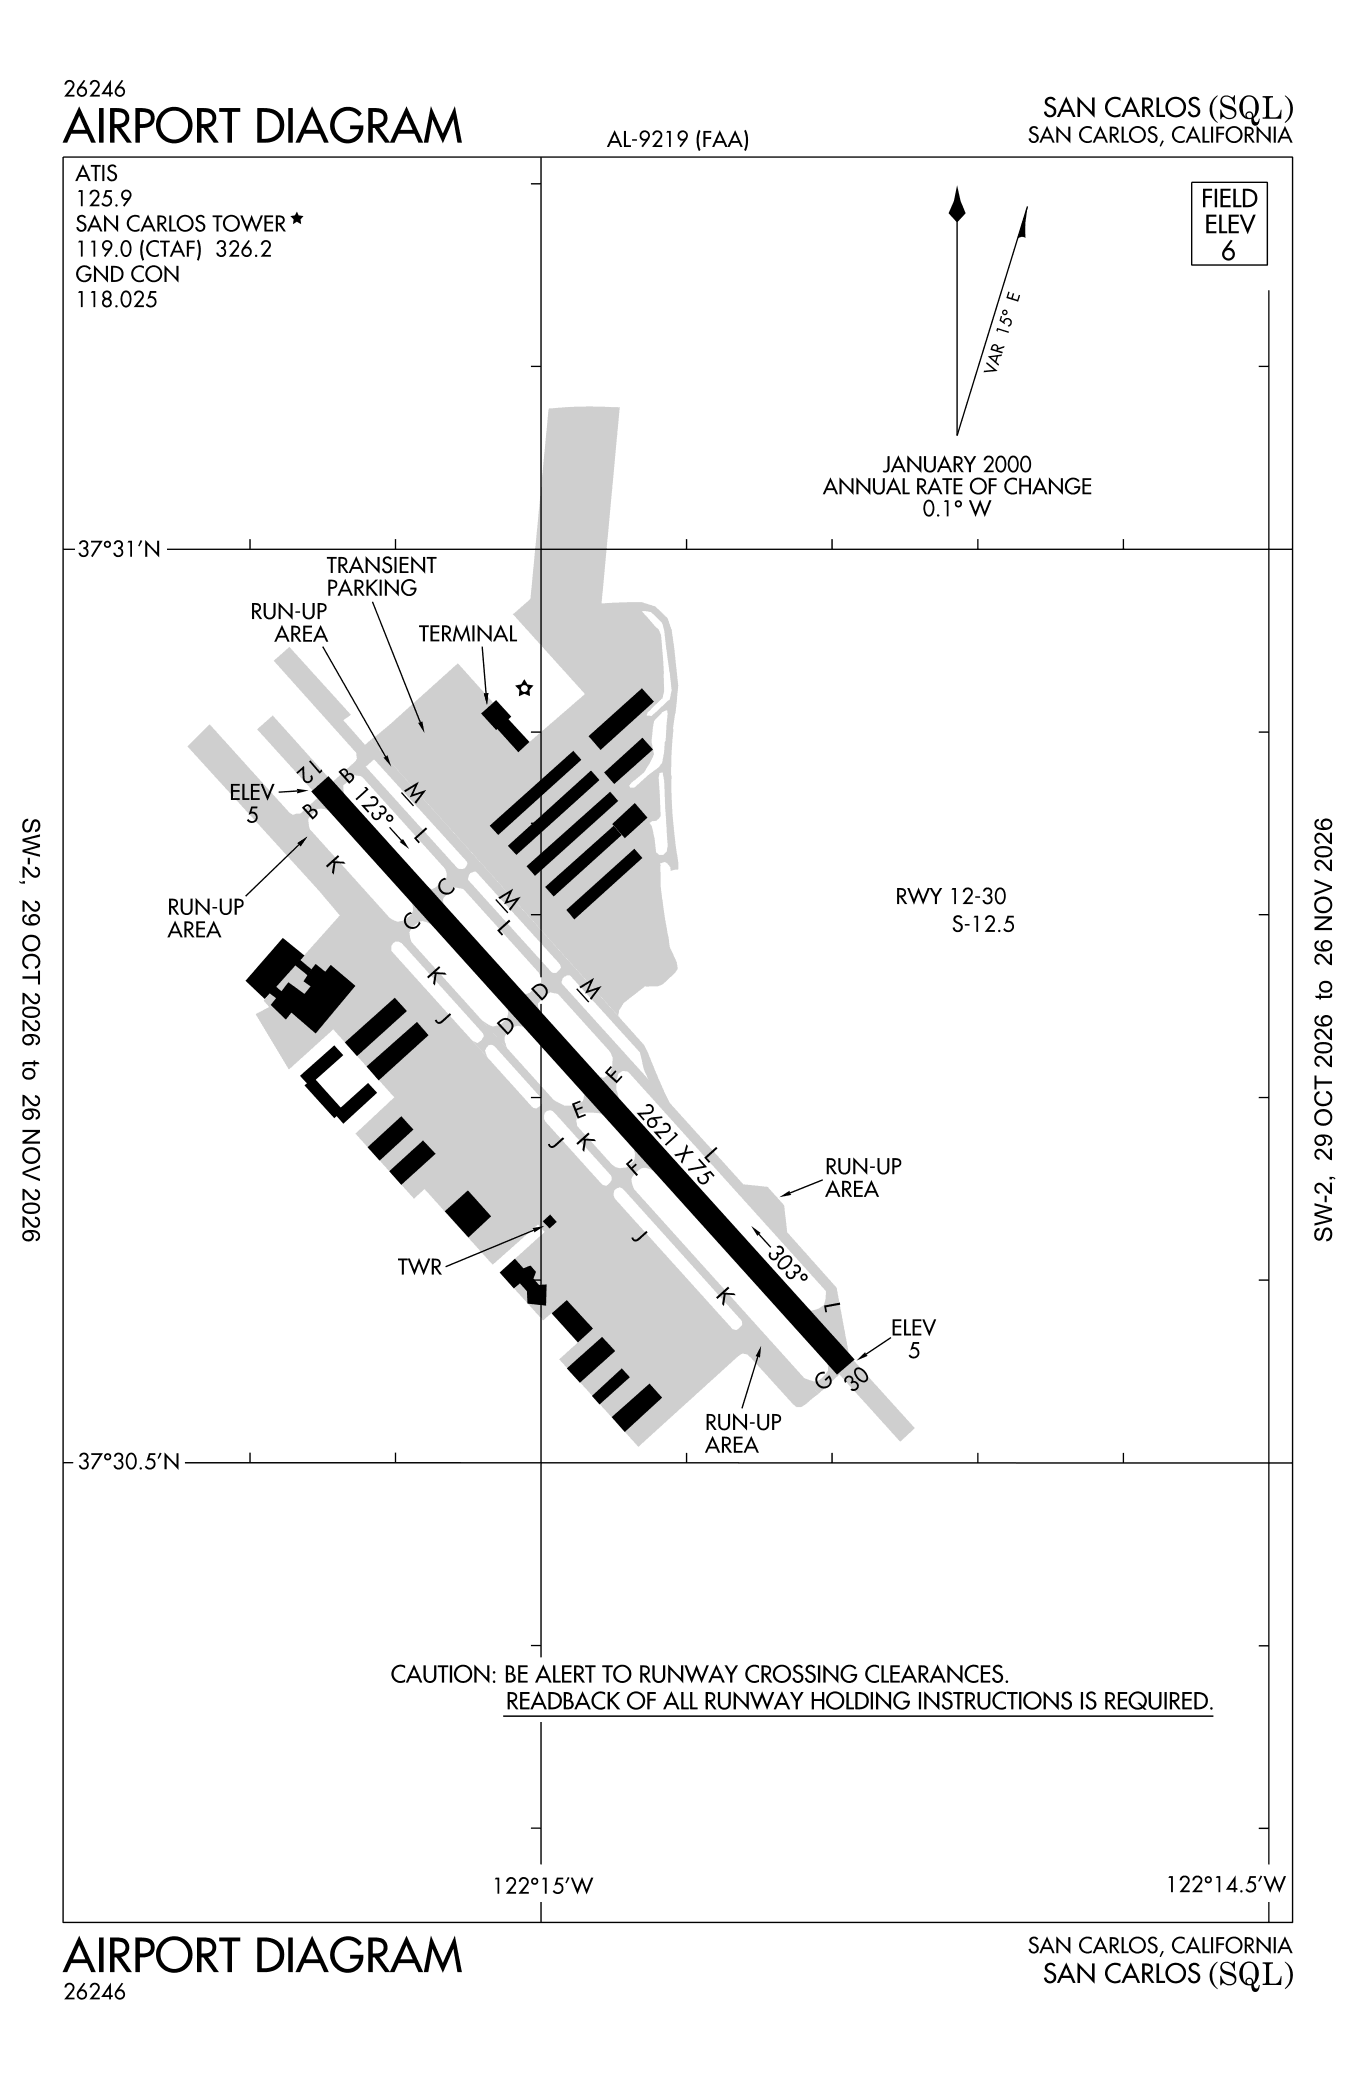 26246
AIRPORT DIAGRAM
AL-9219 (FAA)
SAN CARLOS (SQL)
SAN CARLOS, CALIFORNIA
ATIS
125.9
SAN CARLOS TOWER★
119.0 (CTAF) 326.2
GND CON
118.025
FIELD
ELEV
6
VAR 15° E
JANUARY 2000
ANNUAL RATE OF CHANGE
0.1° W
37°31'N
TRANSIENT
PARKING
RUN-UP
AREA
TERMINAL
12
B
ELEV
5
B
123°
M
L
K
C
C
M
L
RUN-UP
AREA
RWY 12-30
S-12.5
K
J
D
D
M
E
E
2621 X 75
J
K
F
L
RUN-UP
AREA
J
TWR
303°
K
L
ELEV
5
G
30
RUN-UP
AREA
37°30.5'N
CAUTION: BE ALERT TO RUNWAY CROSSING CLEARANCES.
READBACK OF ALL RUNWAY HOLDING INSTRUCTIONS IS REQUIRED.
122°15'W
122°14.5'W
SW-2, 29 OCT 2026 to 26 NOV 2026
SW-2, 29 OCT 2026 to 26 NOV 2026
AIRPORT DIAGRAM
26246
SAN CARLOS, CALIFORNIA
SAN CARLOS (SQL)